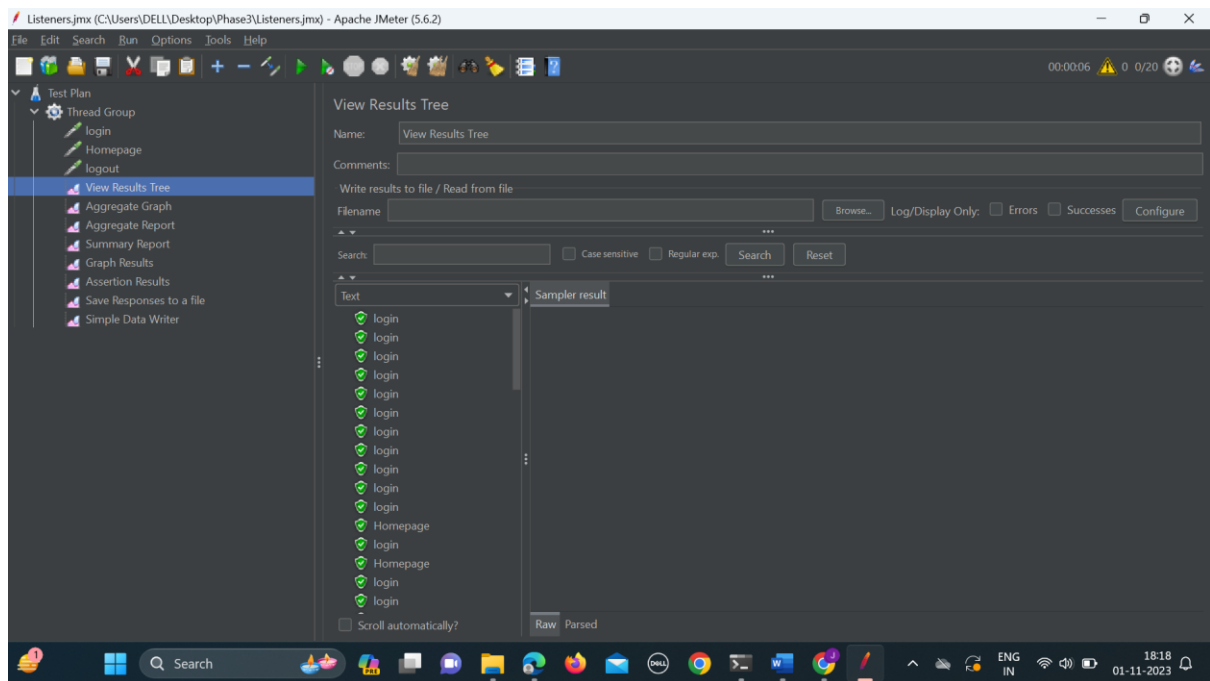 Listeners.jmx (C:\Users\DELL\Desktop\Phase3\Listeners.jmx) - Apache JMeter (5.6.2)
File Edit Search Run Options Tools Help
00:00:06 0 0/20
Test Plan
Thread Group
login
Homepage
logout
View Results Tree
Aggregate Graph
Aggregate Report
Summary Report
Graph Results
Assertion Results
Save Responses to a file
Simple Data Writer
View Results Tree
Name: View Results Tree
Comments:
Write results to file / Read from file
Filename Browse... Log/Display Only: Errors Successes Configure
Search: Case sensitive Regular exp. Search Reset
Text Sampler result
login
login
login
login
login
login
login
login
login
login
login
Homepage
login
Homepage
login
login
Scroll automatically? Raw Parsed
1 Search PRE DELL W J ENG IN 18:18 01-11-2023